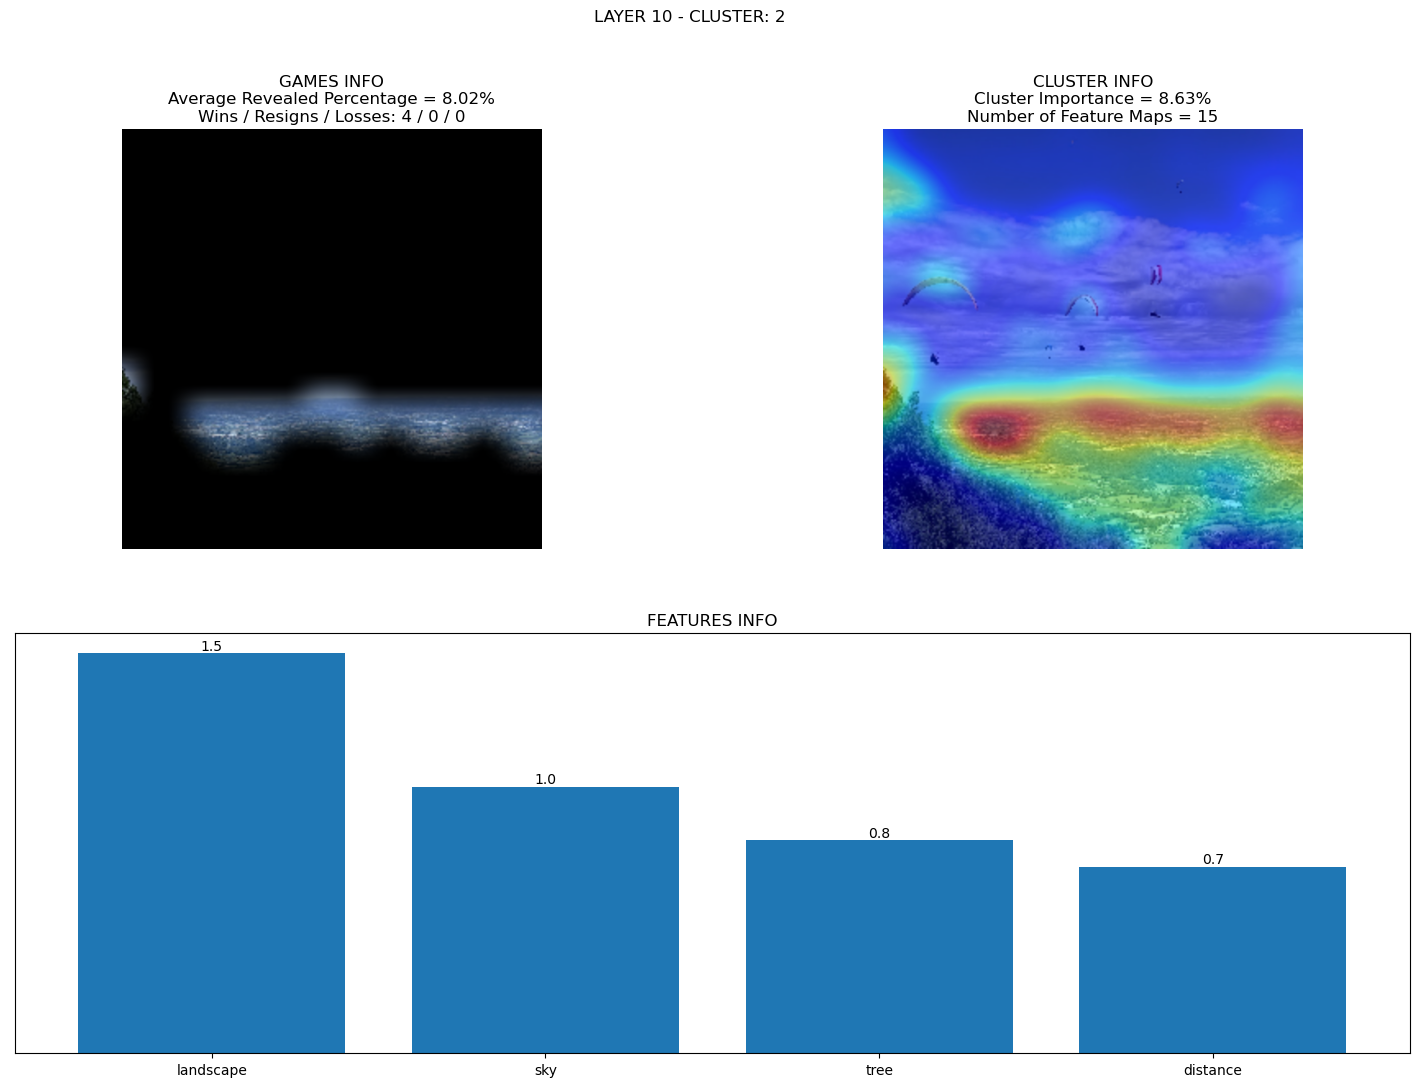 LAYER 10 - CLUSTER: 2
GAMES INFO
Average Revealed Percentage = 8.02%
Wins / Resigns / Losses: 4 / 0 / 0
CLUSTER INFO
Cluster Importance = 8.63%
Number of Feature Maps = 15
FEATURES INFO
1.5
1.0
0.8
0.7
landscape
sky
tree
distance